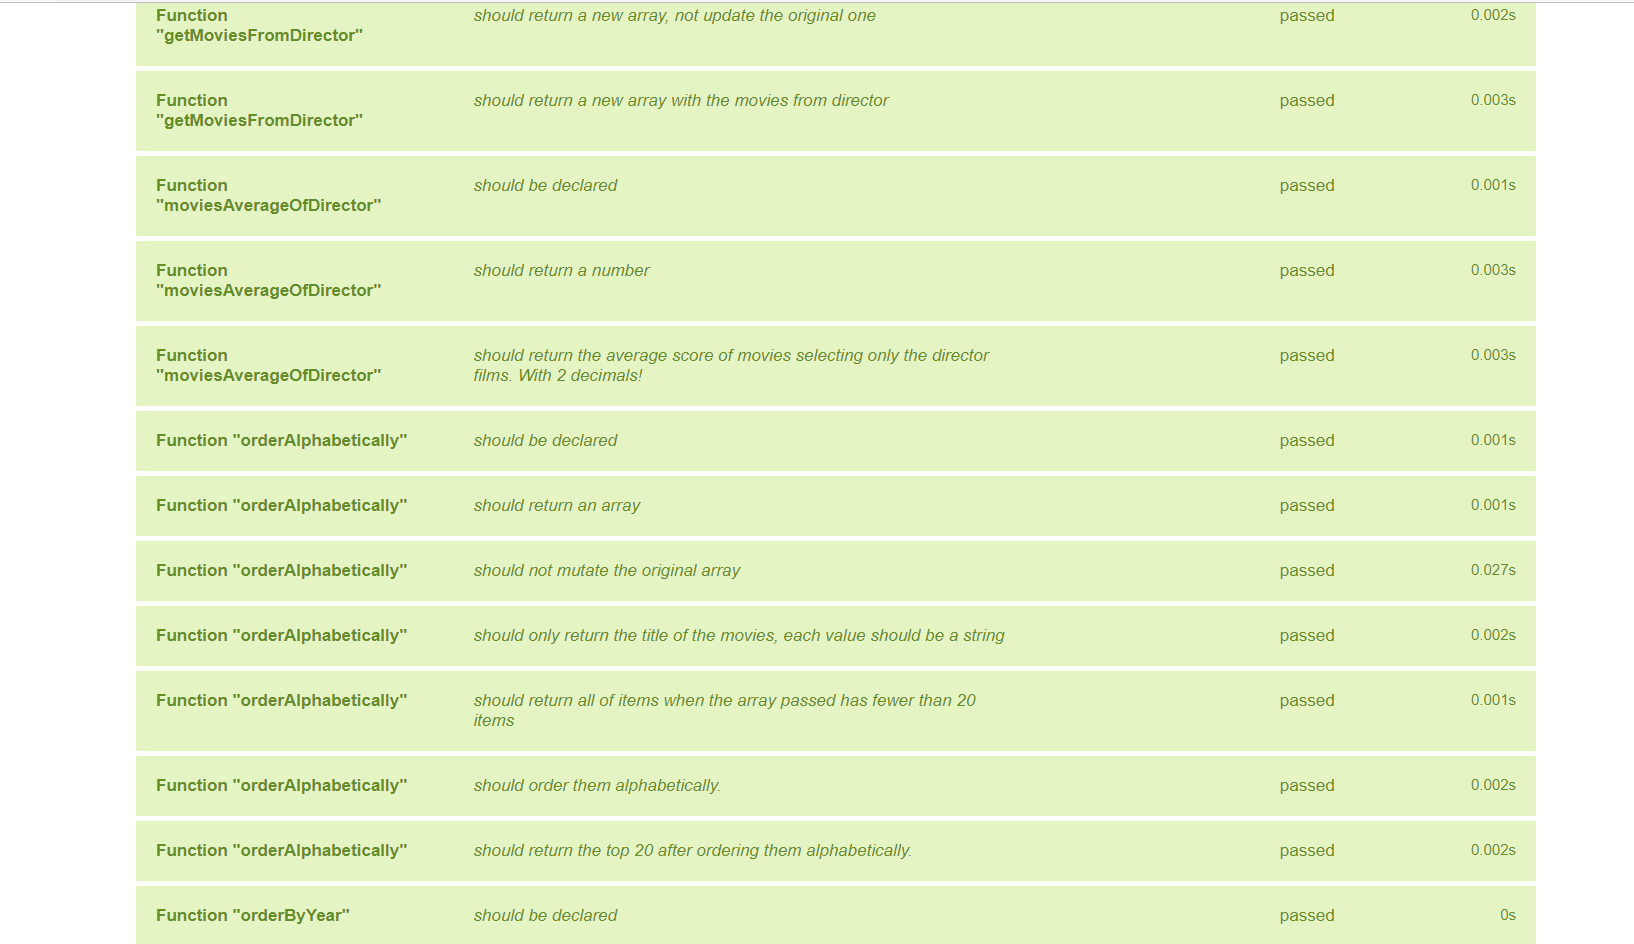 Function should return a new array, not update the original one passed 0.002s
"getMoviesFromDirector"
Function should return a new array with the movies from director passed 0.003s
"getMoviesFromDirector"
Function should be declared passed 0.001s
"moviesAverageOfDirector"
Function should return a number passed 0.003s
"moviesAverageOfDirector"
Function should return the average score of movies selecting only the director passed 0.003s
"moviesAverageOfDirector" films. With 2 decimals!
Function "orderAlphabetically" should be declared passed 0.001s
Function "orderAlphabetically" should return an array passed 0.001s
Function "orderAlphabetically" should not mutate the original array passed 0.027s
Function "orderAlphabetically" should only return the title of the movies, each value should be a string passed 0.002s
Function "orderAlphabetically" should return all of items when the array passed has fewer than 20 passed 0.001s
items
Function "orderAlphabetically" should order them alphabetically. passed 0.002s
Function "orderAlphabetically" should return the top 20 after ordering them alphabetically. passed 0.002s
Function "orderByYear" should be declared passed 0s